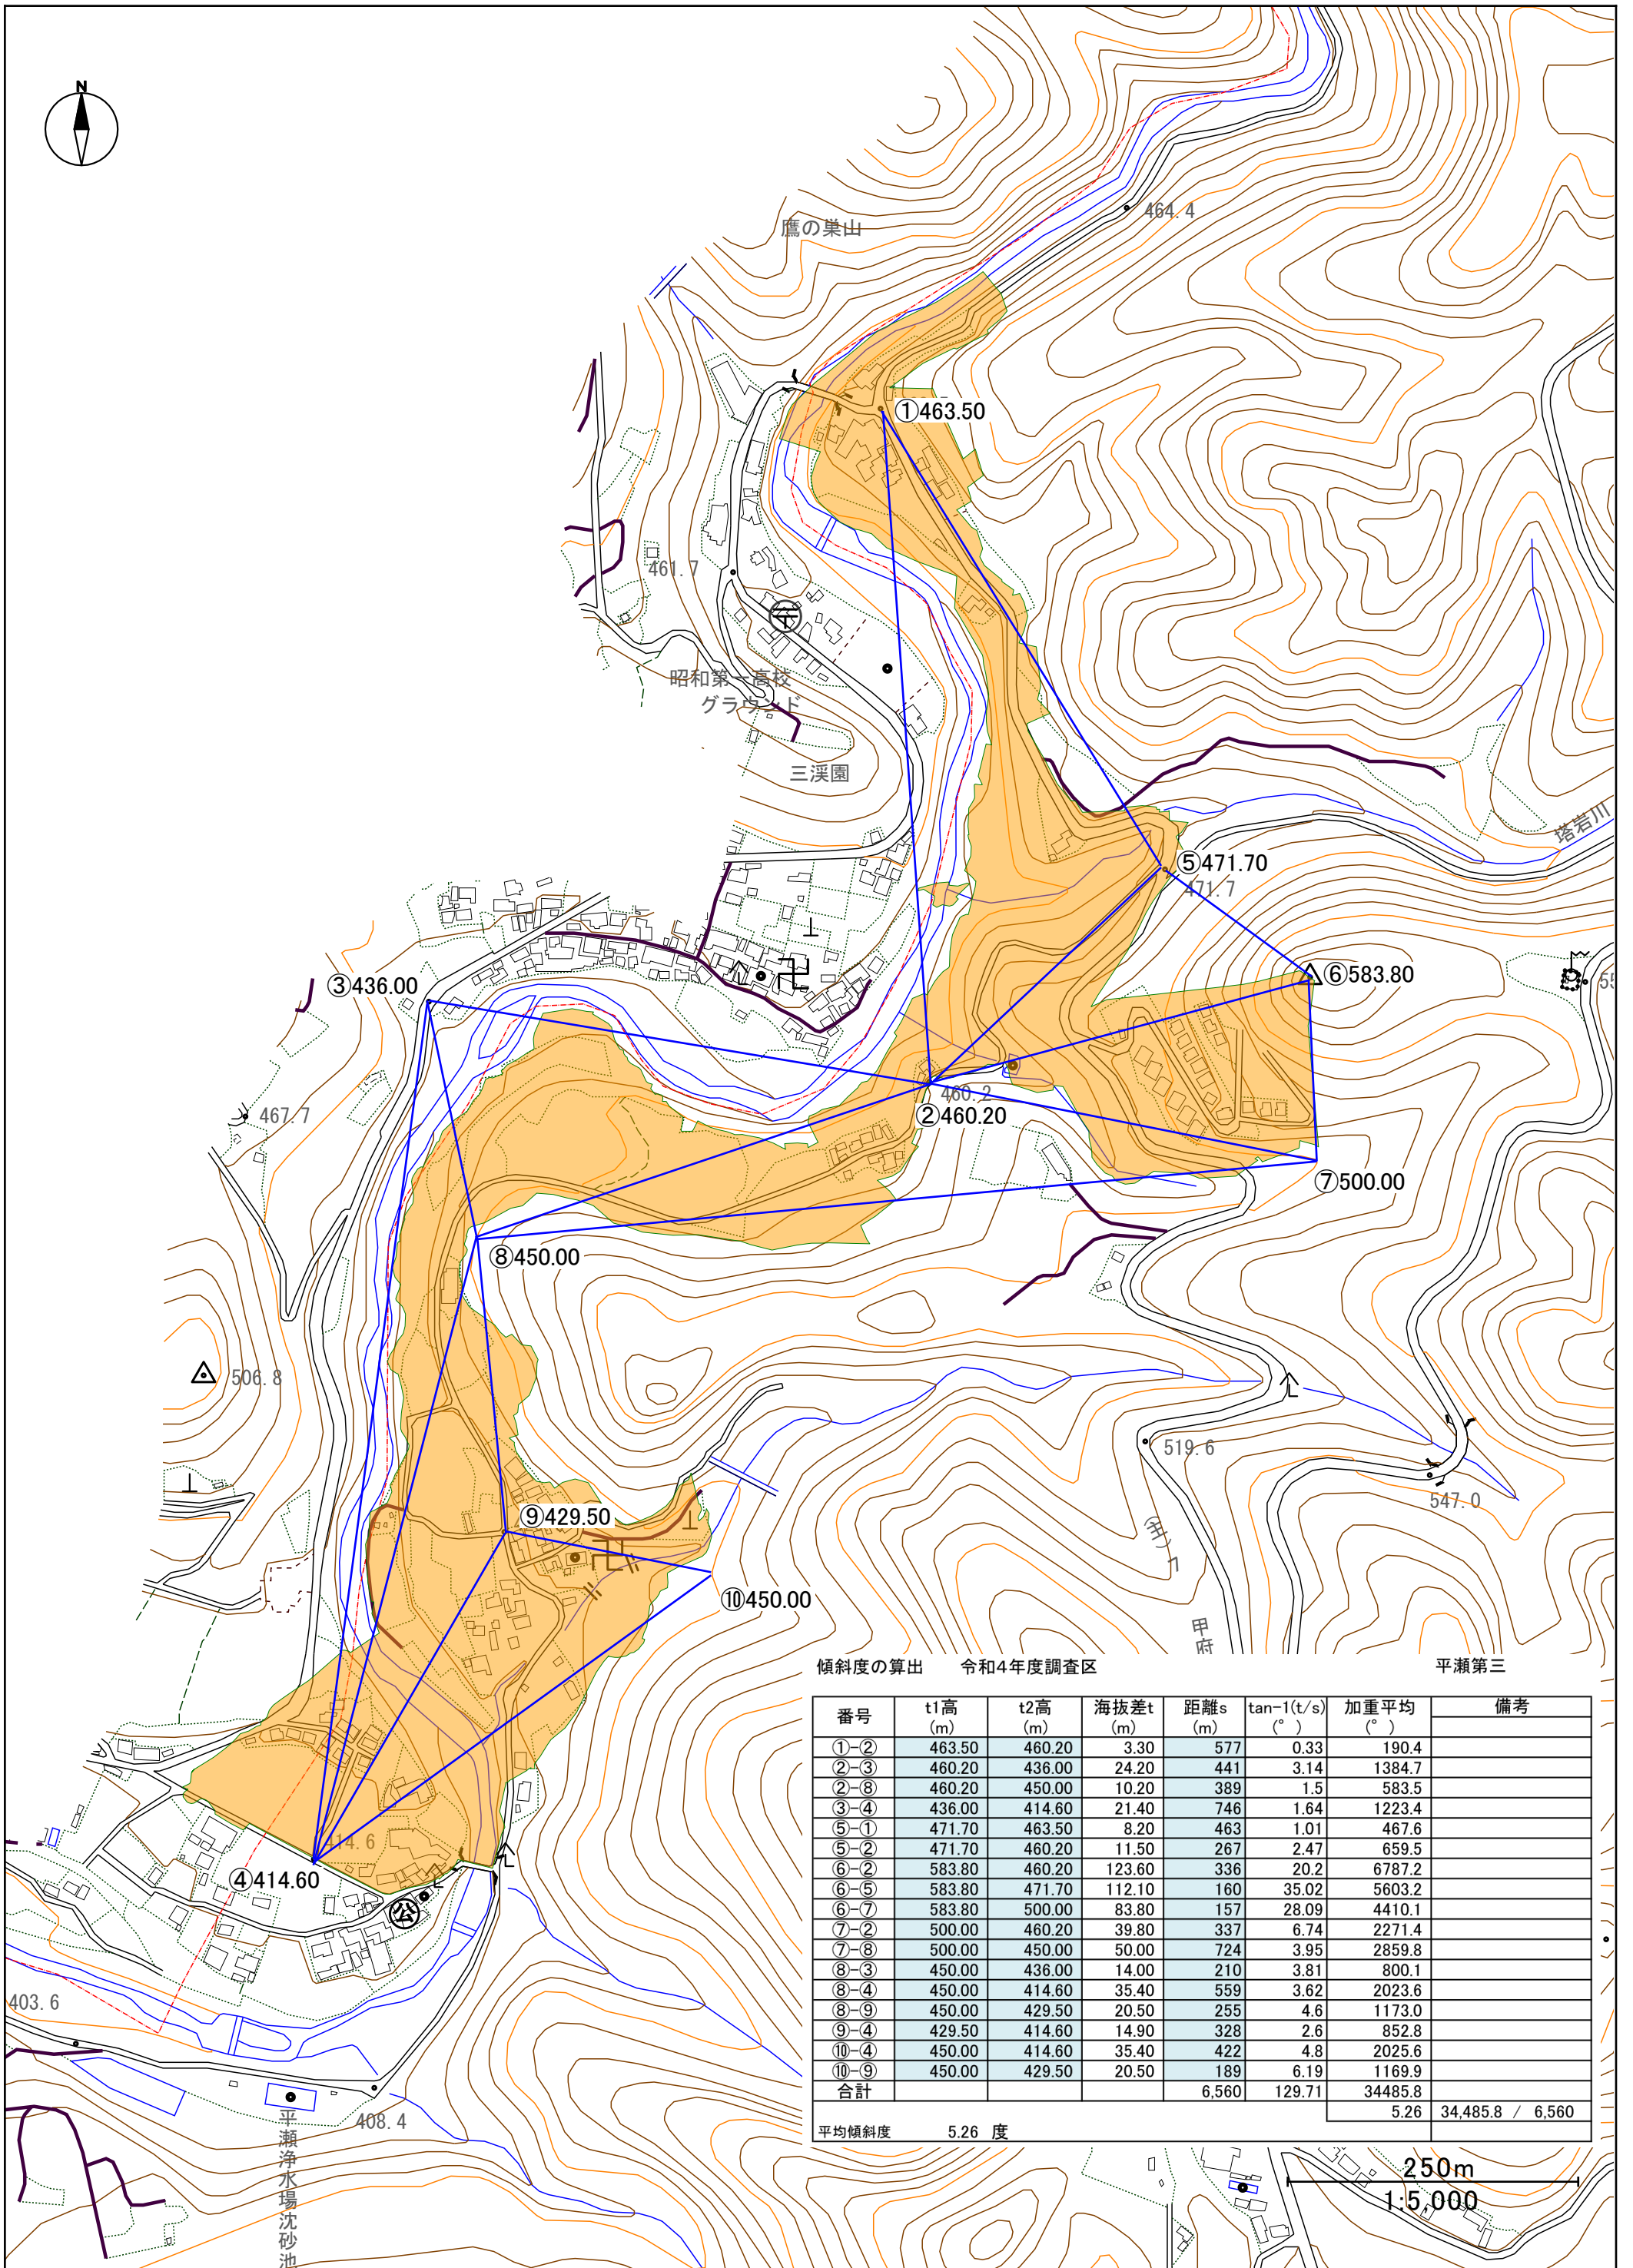 N
鷹の巣山
464.4
①463.50
461.7
昭和第一高校
グラウンド
三渓園
塔岩川
⑤471.70
471.7
③436.00
⑥583.80
55
467.7
460.2
②460.20
⑦500.00
⑧450.00
506.8
519.6
547.0
⑨429.50
⑩450.00
甲府
414.6
④414.60
公
403.6
408.4
平瀬浄水場沈砂池
傾斜度の算出 令和4年度調査区 平瀬第三
番号 t1高(m) t2高(m) 海抜差t(m) 距離s(m) tan-1(t/s)(°) 加重平均(°) 備考
①-② 463.50 460.20 3.30 577 0.33 190.4
②-③ 460.20 436.00 24.20 441 3.14 1384.7
②-⑧ 460.20 450.00 10.20 389 1.5 583.5
③-④ 436.00 414.60 21.40 746 1.64 1223.4
⑤-① 471.70 463.50 8.20 463 1.01 467.6
⑤-② 471.70 460.20 11.50 267 2.47 659.5
⑥-② 583.80 460.20 123.60 336 20.2 6787.2
⑥-⑤ 583.80 471.70 112.10 160 35.02 5603.2
⑥-⑦ 583.80 500.00 83.80 157 28.09 4410.1
⑦-② 500.00 460.20 39.80 337 6.74 2271.4
⑦-⑧ 500.00 450.00 50.00 724 3.95 2859.8
⑧-③ 450.00 436.00 14.00 210 3.81 800.1
⑧-④ 450.00 414.60 35.40 559 3.62 2023.6
⑧-⑨ 450.00 429.50 20.50 255 4.6 1173.0
⑨-④ 429.50 414.60 14.90 328 2.6 852.8
⑩-④ 450.00 414.60 35.40 422 4.8 2025.6
⑩-⑨ 450.00 429.50 20.50 189 6.19 1169.9
合計 6,560 129.71 34485.8
5.26 34,485.8 / 6,560
平均傾斜度 5.26 度
250m
1:5,000